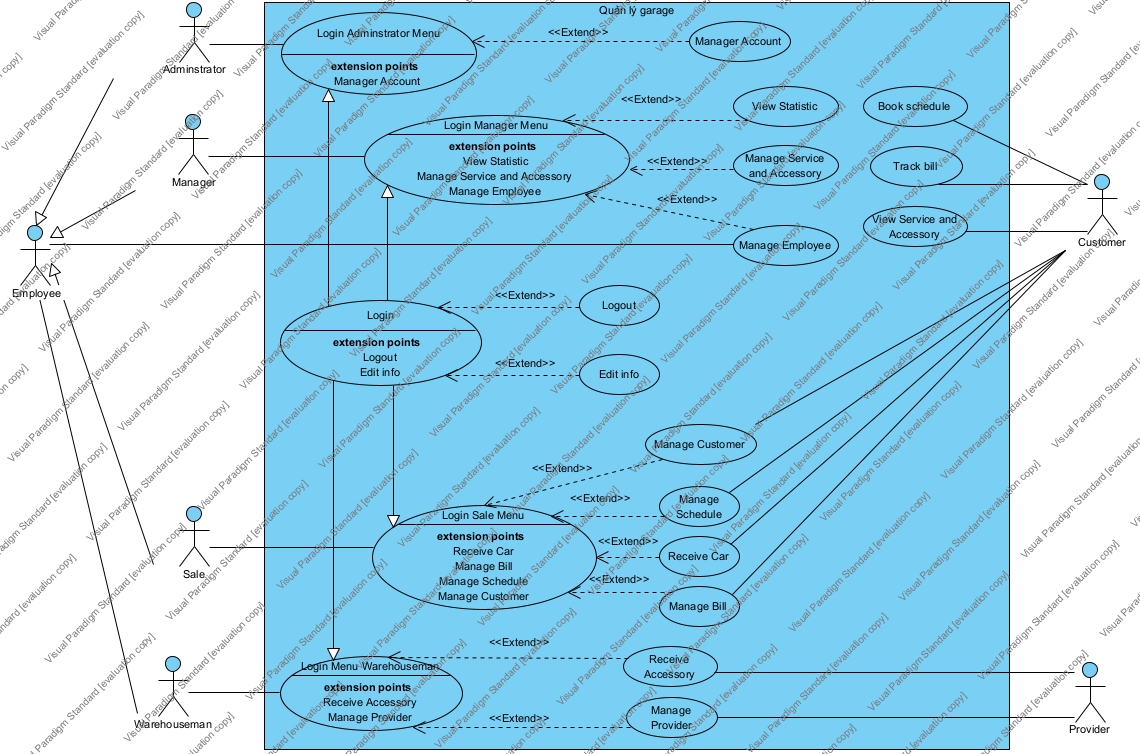 Quản lý garage
Adminstrator
Login Adminstrator Menu
extension points
Manager Account
<<Extend>>
Manager Account
Manager
Login Manager Menu
extension points
View Statistic
Manage Service and Accessory
Manage Employee
<<Extend>>
View Statistic
<<Extend>>
Manage Service
and Accessory
<<Extend>>
Manage Employee
Book schedule
Track bill
View Service and
Accessory
Customer
Employee
Login
extension points
Logout
Edit info
<<Extend>>
Logout
<<Extend>>
Edit info
Manage Customer
<<Extend>>
Sale
Login Sale Menu
extension points
Receive Car
Manage Bill
Manage Schedule
Manage Customer
<<Extend>>
Manage
Schedule
<<Extend>>
Receive Car
<<Extend>>
Manage Bill
Warehouseman
Login Menu Warehouseman
extension points
Receive Accessory
Manage Provider
<<Extend>>
Receive
Accessory
<<Extend>>
Manage
Provider
Provider
Visual Paradigm Standard [evaluation copy]